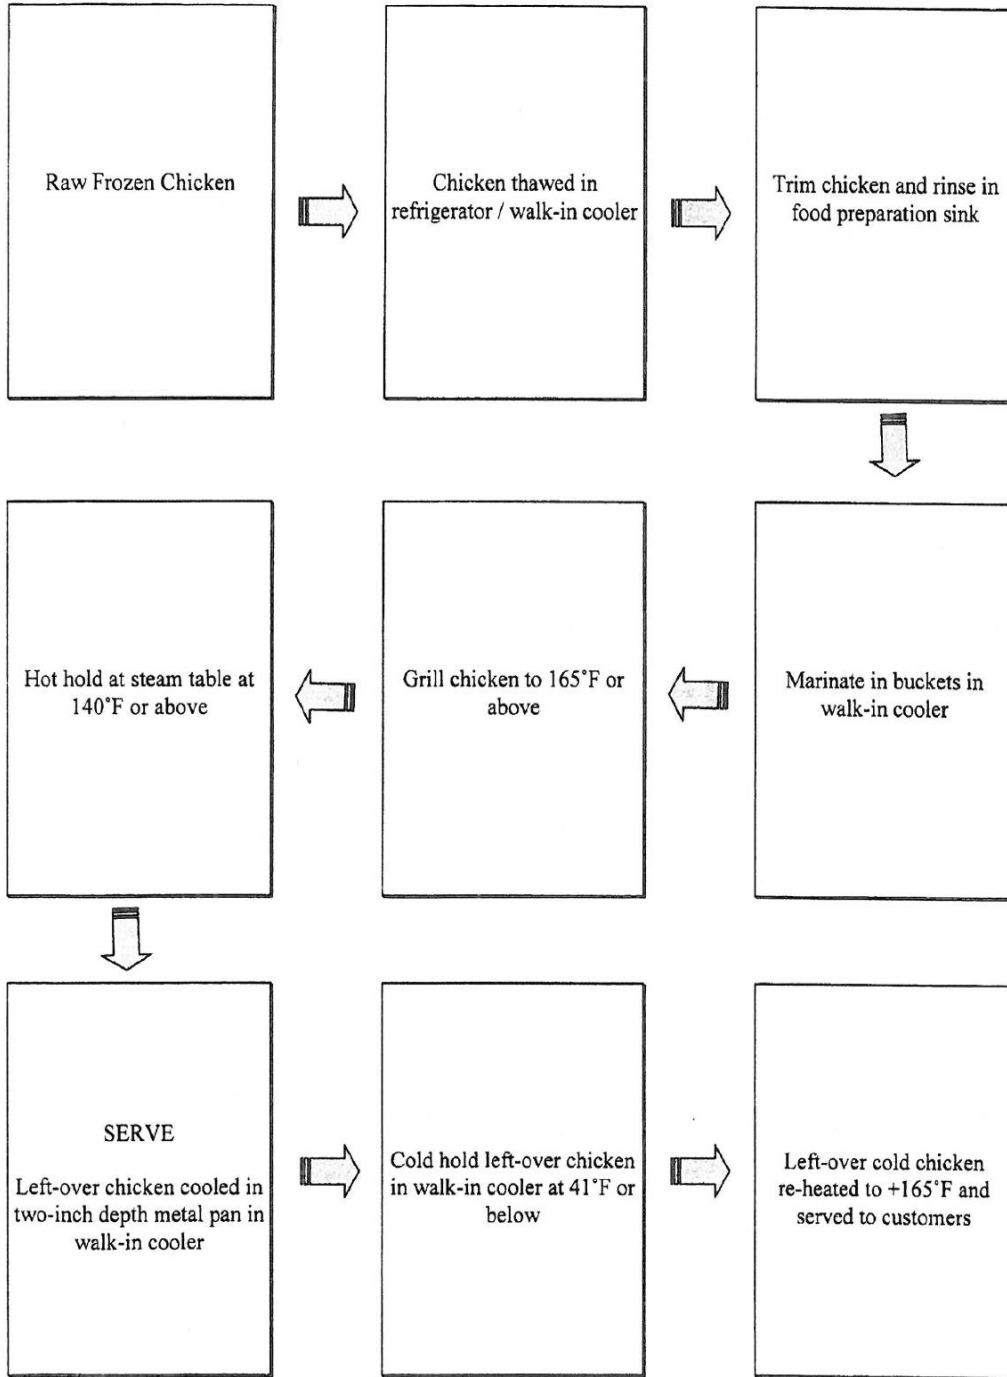 Raw Frozen Chicken
Chicken thawed in
refrigerator / walk-in cooler
Trim chicken and rinse in
food preparation sink
Marinate in buckets in
walk-in cooler
Grill chicken to 165°F or
above
Hot hold at steam table at
140°F or above
SERVE
Left-over chicken cooled in
two-inch depth metal pan in
walk-in cooler
Cold hold left-over chicken
in walk-in cooler at 41°F or
below
Left-over cold chicken
re-heated to +165°F and
served to customers